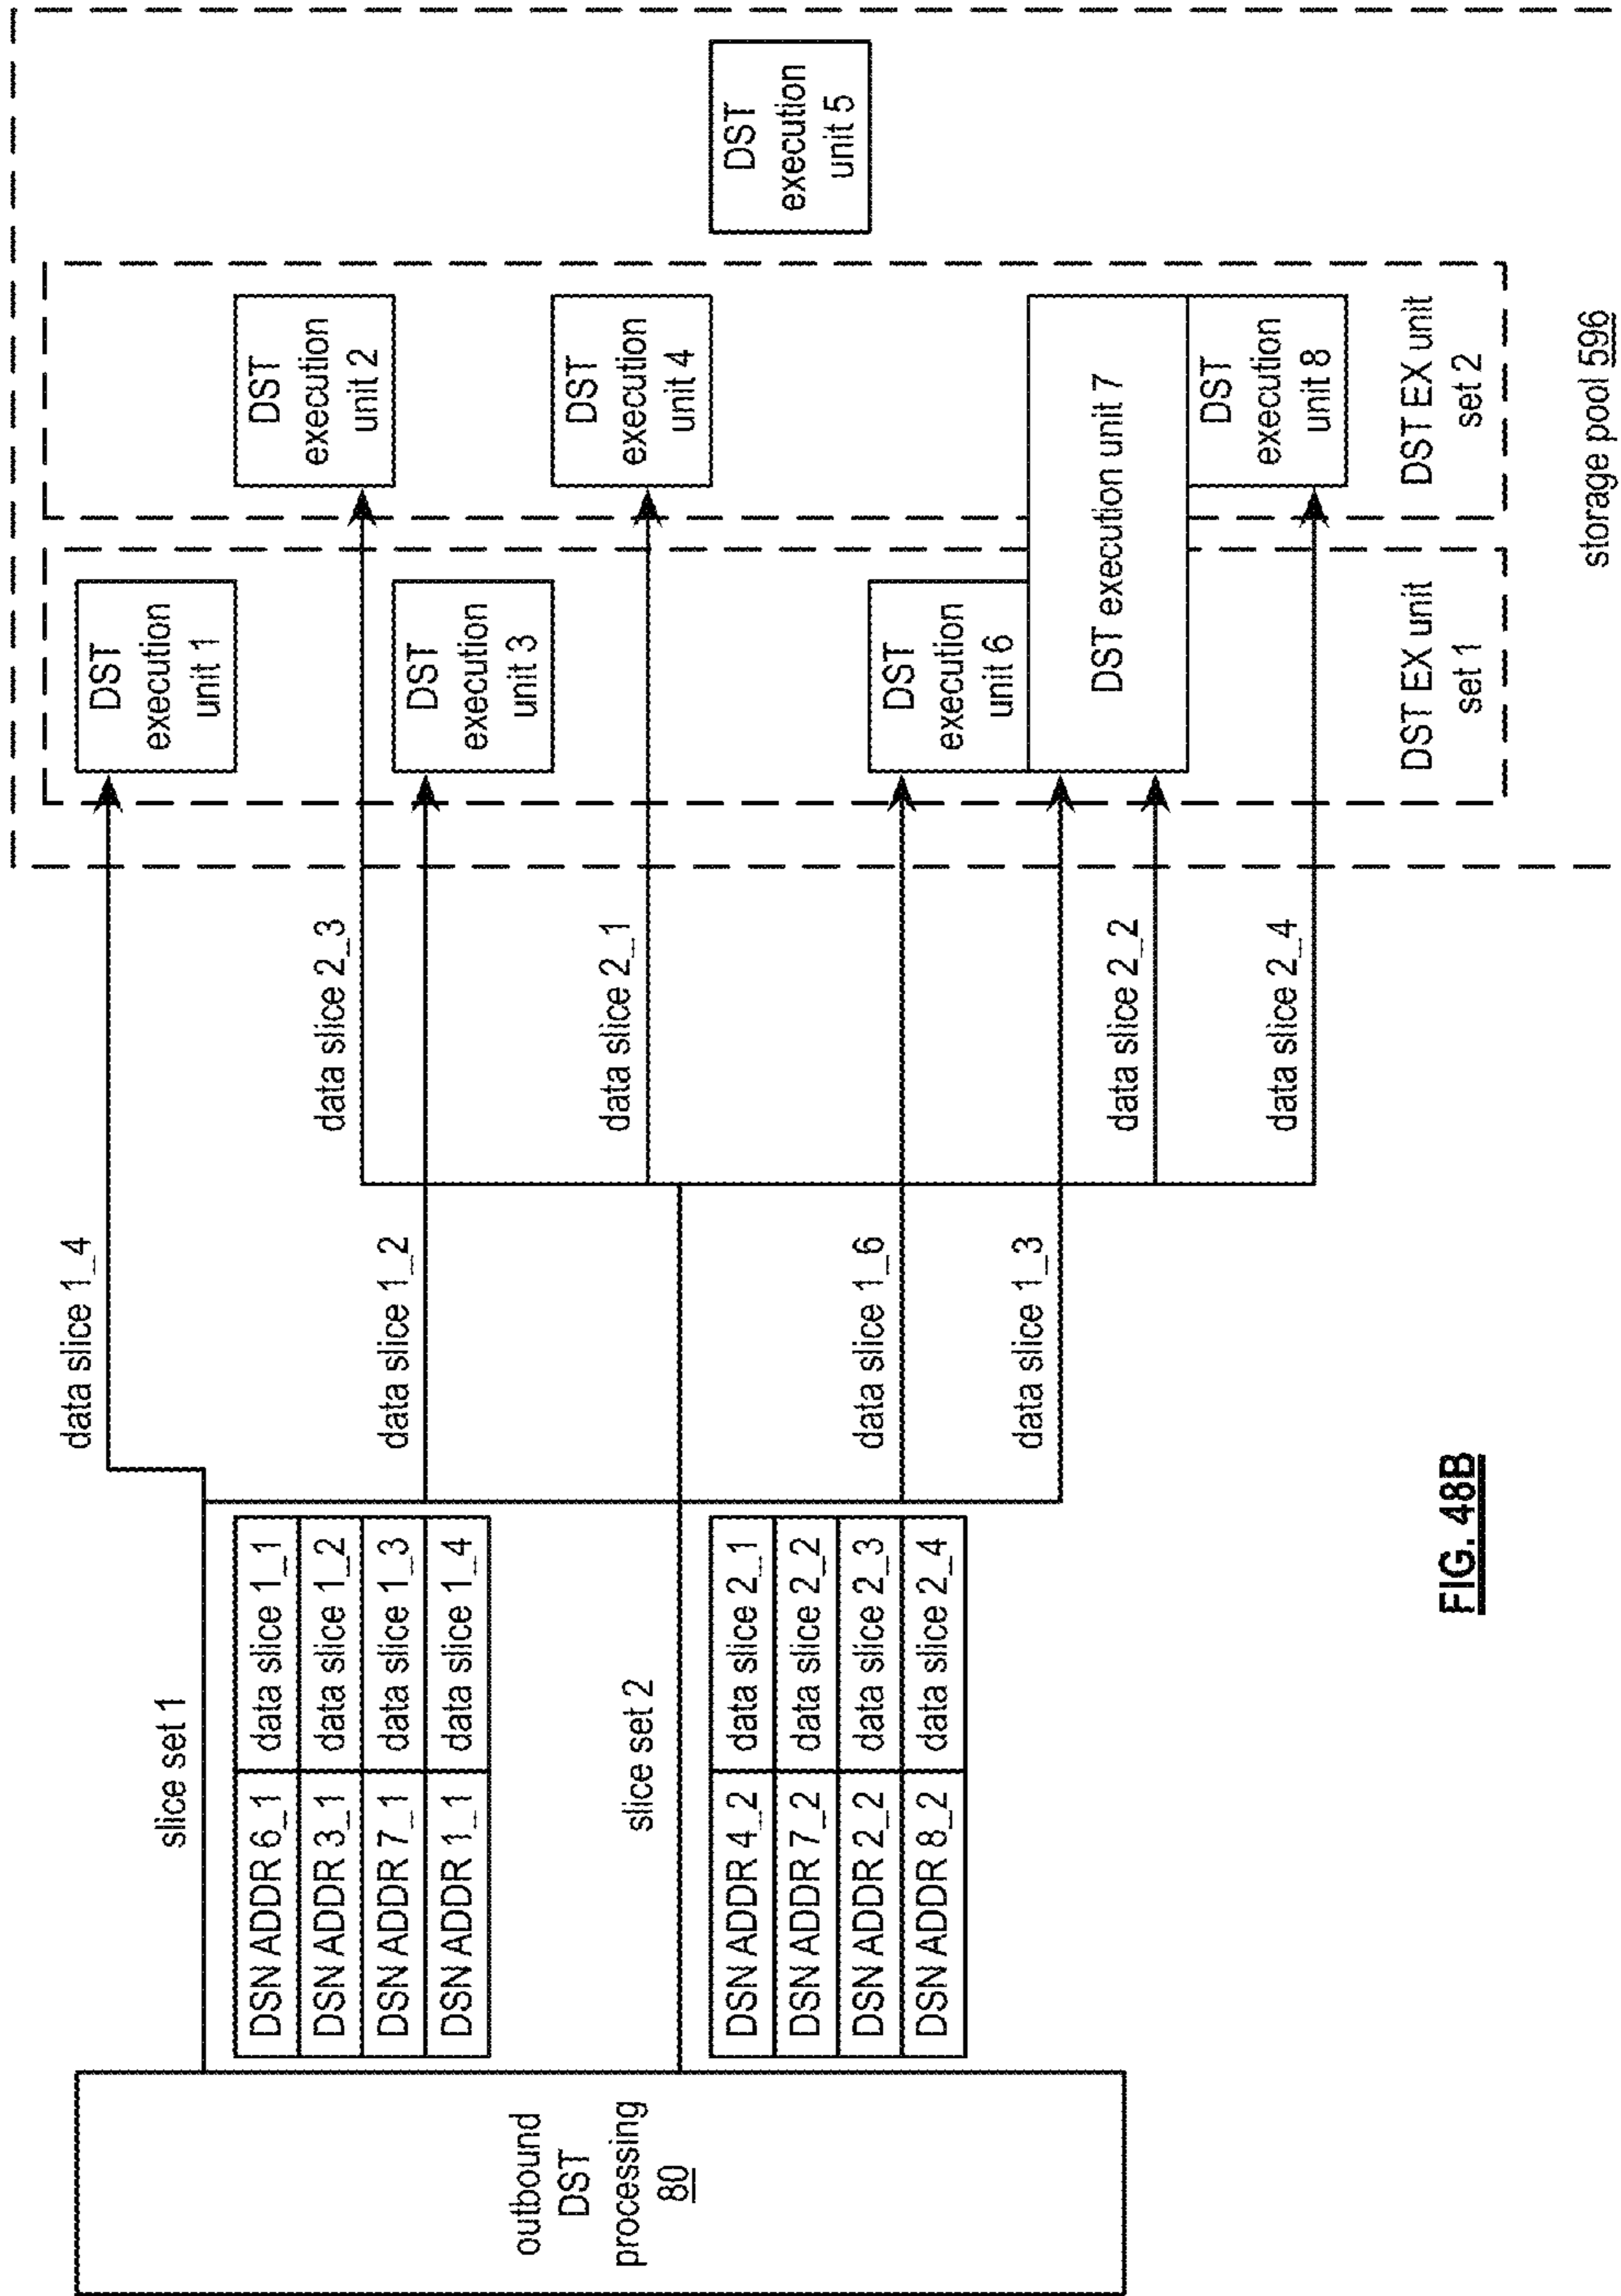 outbound
DST
processing
80
slice set 1
DSN ADDR 6_1 data slice 1_1
DSN ADDR 3_1 data slice 1_2
DSN ADDR 7_1 data slice 1_3
DSN ADDR 1_1 data slice 1_4
slice set 2
DSN ADDR 4_2 data slice 2_1
DSN ADDR 7_2 data slice 2_2
DSN ADDR 2_2 data slice 2_3
DSN ADDR 8_2 data slice 2_4
data slice 1_4
data slice 1_2
data slice 1_6
data slice 1_3
data slice 2_3
data slice 2_1
data slice 2_2
data slice 2_4
DST
execution
unit 1
DST
execution
unit 3
DST
execution
unit 6
DST execution unit 7
DST EX unit
set 1
DST
execution
unit 2
DST
execution
unit 4
DST
execution
unit 8
DST EX unit
set 2
DST
execution
unit 5
storage pool 596
FIG. 48B